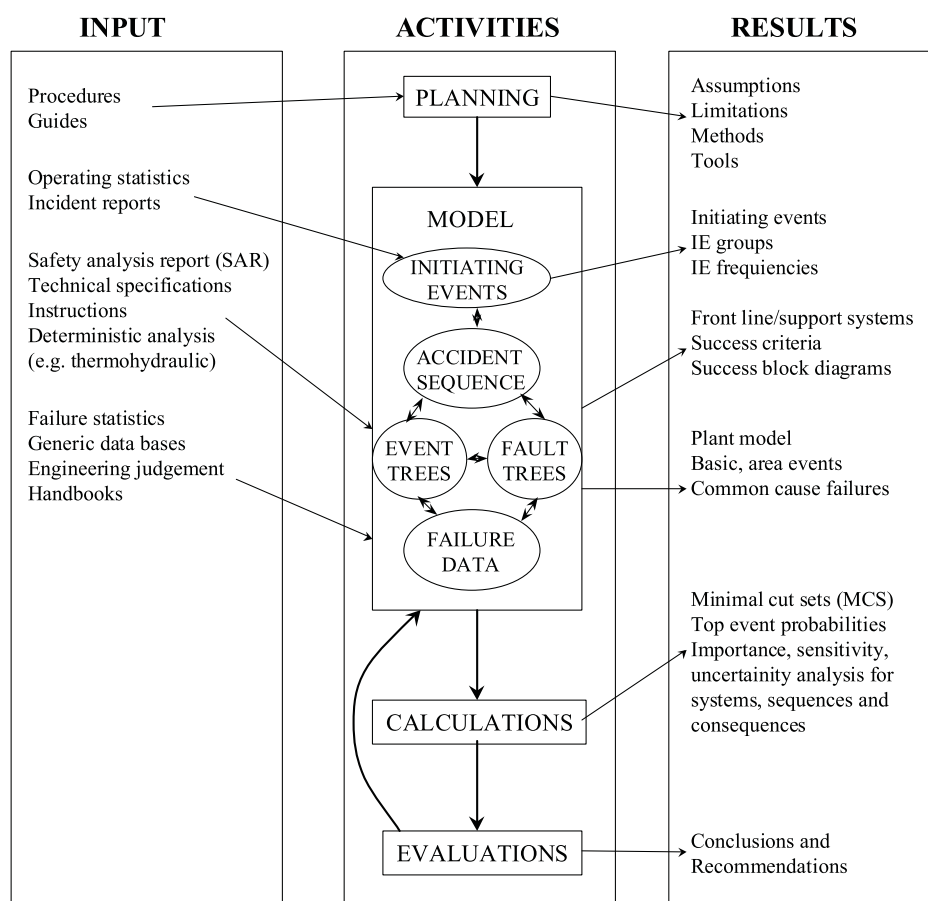 INPUT
Procedures
Guides
Operating statistics
Incident reports
Safety analysis report (SAR)
Technical specifications
Instructions
Deterministic analysis
(e.g. thermohydraulic)
Failure statistics
Generic data bases
Engineering judgement
Handbooks
ACTIVITIES
PLANNING
MODEL
INITIATING
EVENTS
ACCIDENT
SEQUENCE
EVENT
TREES
FAULT
TREES
FAILURE
DATA
CALCULATIONS
EVALUATIONS
RESULTS
Assumptions
Limitations
Methods
Tools
Initiating events
IE groups
IE frequiencies
Front line/support systems
Success criteria
Success block diagrams
Plant model
Basic, area events
Common cause failures
Minimal cut sets (MCS)
Top event probabilities
Importance, sensitivity,
uncertainity analysis for
systems, sequences and
consequences
Conclusions and
Recommendations